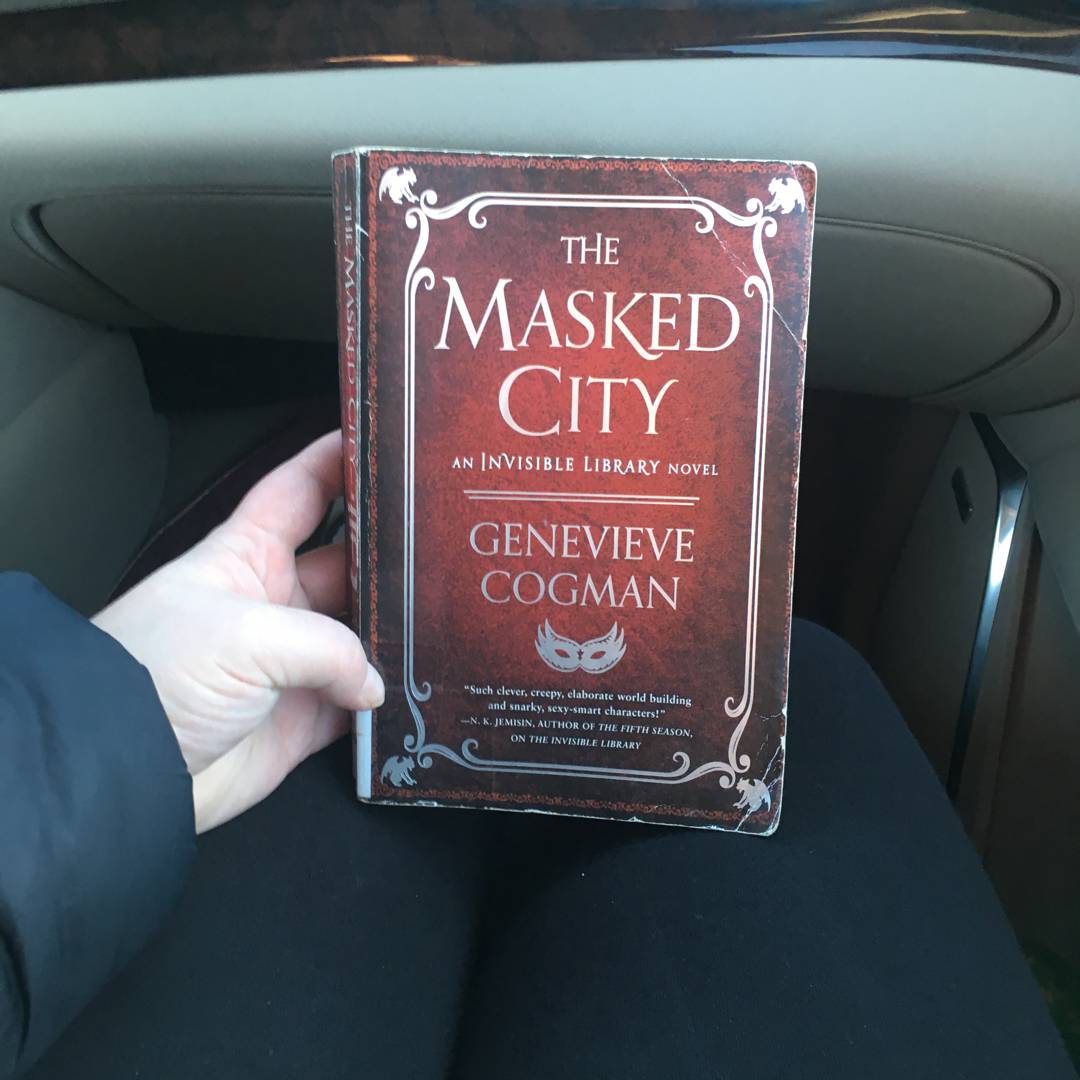 THE
MASKED
CITY
AN INVISIBLE LIBRARY NOVEL
GENEVIEVE
COGMAN
“Such clever, creepy, elaborate world building
and snarky, sexy-smart characters!”
—N. K. JEMISIN, AUTHOR OF THE FIFTH SEASON,
ON THE INVISIBLE LIBRARY
THE MASKED CITY